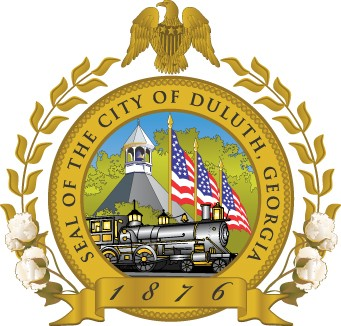 SEAL OF THE CITY OF DULUTH, GEORGIA
1876